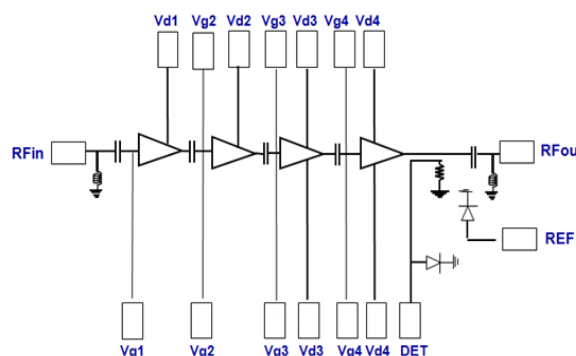 Vd1 Vg2 Vd2 Vg3 Vd3 Vg4 Vd4
RFin
RFou
REF
Vg1 Vg2 Vg3 Vd3 Vg4 Vd4 DET